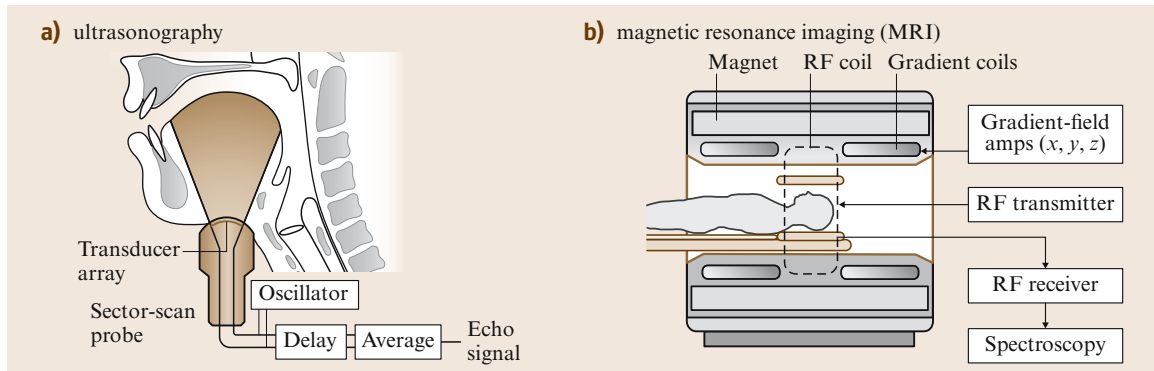 a) ultrasonography
Transducer
array
Sector-scan
probe
Oscillator
Delay
Average
Echo
signal
b) magnetic resonance imaging (MRI)
Magnet
RF coil
Gradient coils
Gradient-field
amps (x, y, z)
RF transmitter
RF receiver
Spectroscopy